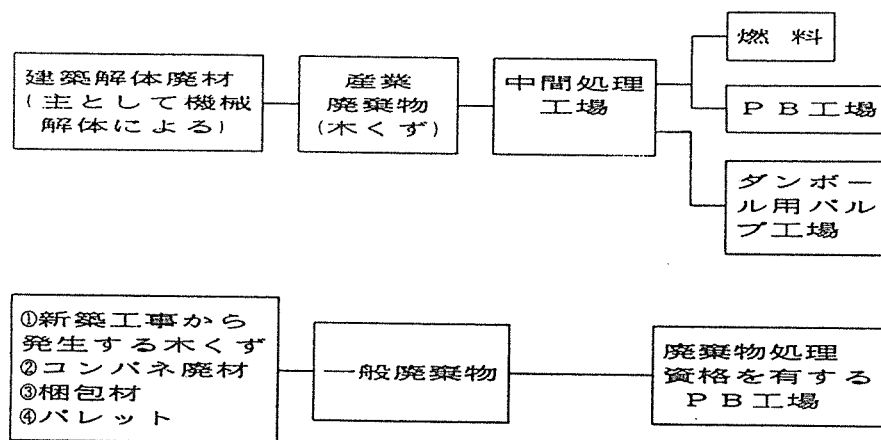 建築解体廃材
(主として機械
解体による)
産業
廃棄物
(木くず)
中間処理
工場
燃料
PB工場
ダンボー
ル用パル
プ工場
①新築工事から
発生する木くず
②コンパネ廃材
③梱包材
④パレット
一般廃棄物
廃棄物処理
資格を有する
PB工場